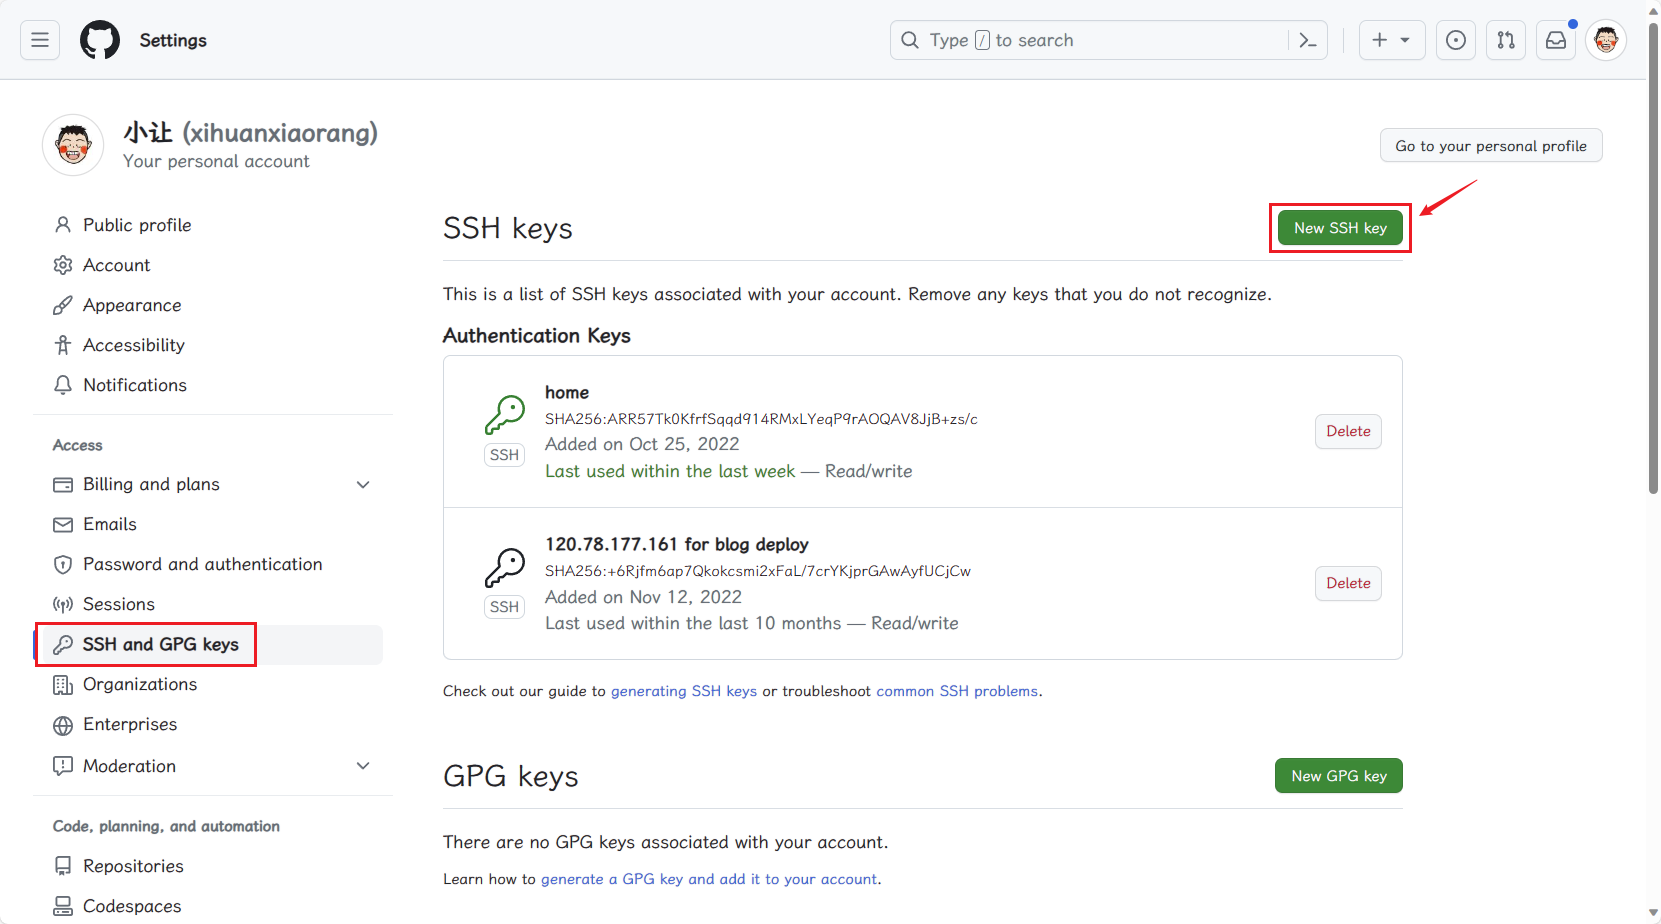 Settings
Type / to search
小让 (xihuanxiaorang)
Your personal account
Go to your personal profile
Public profile
Account
Appearance
Accessibility
Notifications
Access
Billing and plans
Emails
Password and authentication
Sessions
SSH and GPG keys
Organizations
Enterprises
Moderation
Code, planning, and automation
Repositories
Codespaces
SSH keys
New SSH key
This is a list of SSH keys associated with your account. Remove any keys that you do not recognize.
Authentication Keys
home
SHA256:ARR57Tk0KfrfSqqd914RMxLYeqP9rAOQAV8JjB+zs/c
SSH
Added on Oct 25, 2022
Last used within the last week — Read/write
Delete
120.78.177.161 for blog deploy
SHA256:+6Rjfm6ap7Qkokcsmi2xFaL/7crYKjprGAwAyfUCjCw
SSH
Added on Nov 12, 2022
Last used within the last 10 months — Read/write
Delete
Check out our guide to generating SSH keys or troubleshoot common SSH problems.
GPG keys
New GPG key
There are no GPG keys associated with your account.
Learn how to generate a GPG key and add it to your account.